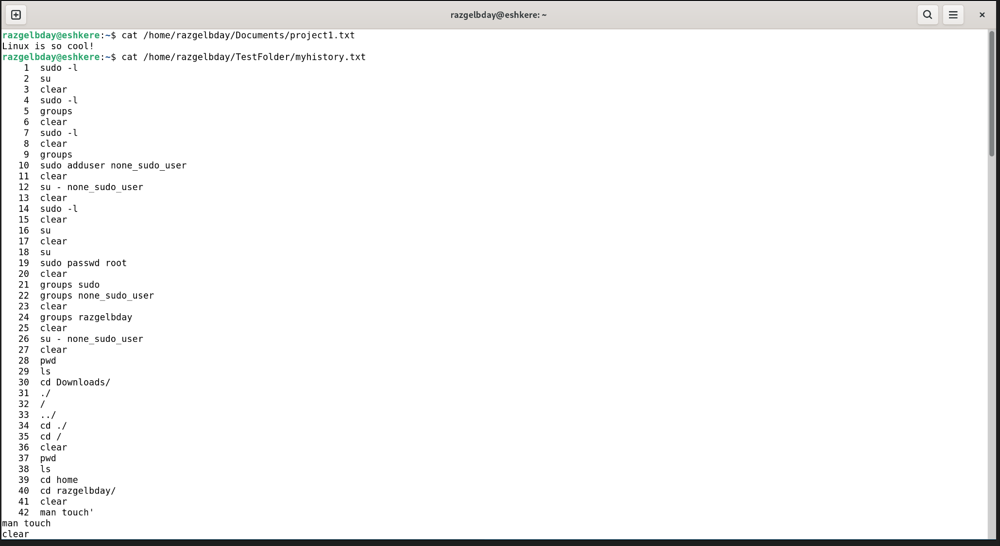 razgelbday@eshkere: ~
razgelbday@eshkere:~$ cat /home/razgelbday/Documents/project1.txt
Linux is so cool!
razgelbday@eshkere:~$ cat /home/razgelbday/TestFolder/myhistory.txt
    1  sudo -l
    2  su
    3  clear
    4  sudo -l
    5  groups
    6  clear
    7  sudo -l
    8  clear
    9  groups
   10  sudo adduser none_sudo_user
   11  clear
   12  su - none_sudo_user
   13  clear
   14  sudo -l
   15  clear
   16  su
   17  clear
   18  su
   19  sudo passwd root
   20  clear
   21  groups sudo
   22  groups none_sudo_user
   23  clear
   24  groups razgelbday
   25  clear
   26  su - none_sudo_user
   27  clear
   28  pwd
   29  ls
   30  cd Downloads/
   31  ./
   32  /
   33  ../
   34  cd ./
   35  cd /
   36  clear
   37  pwd
   38  ls
   39  cd home
   40  cd razgelbday/
   41  clear
   42  man touch'
man touch
clear